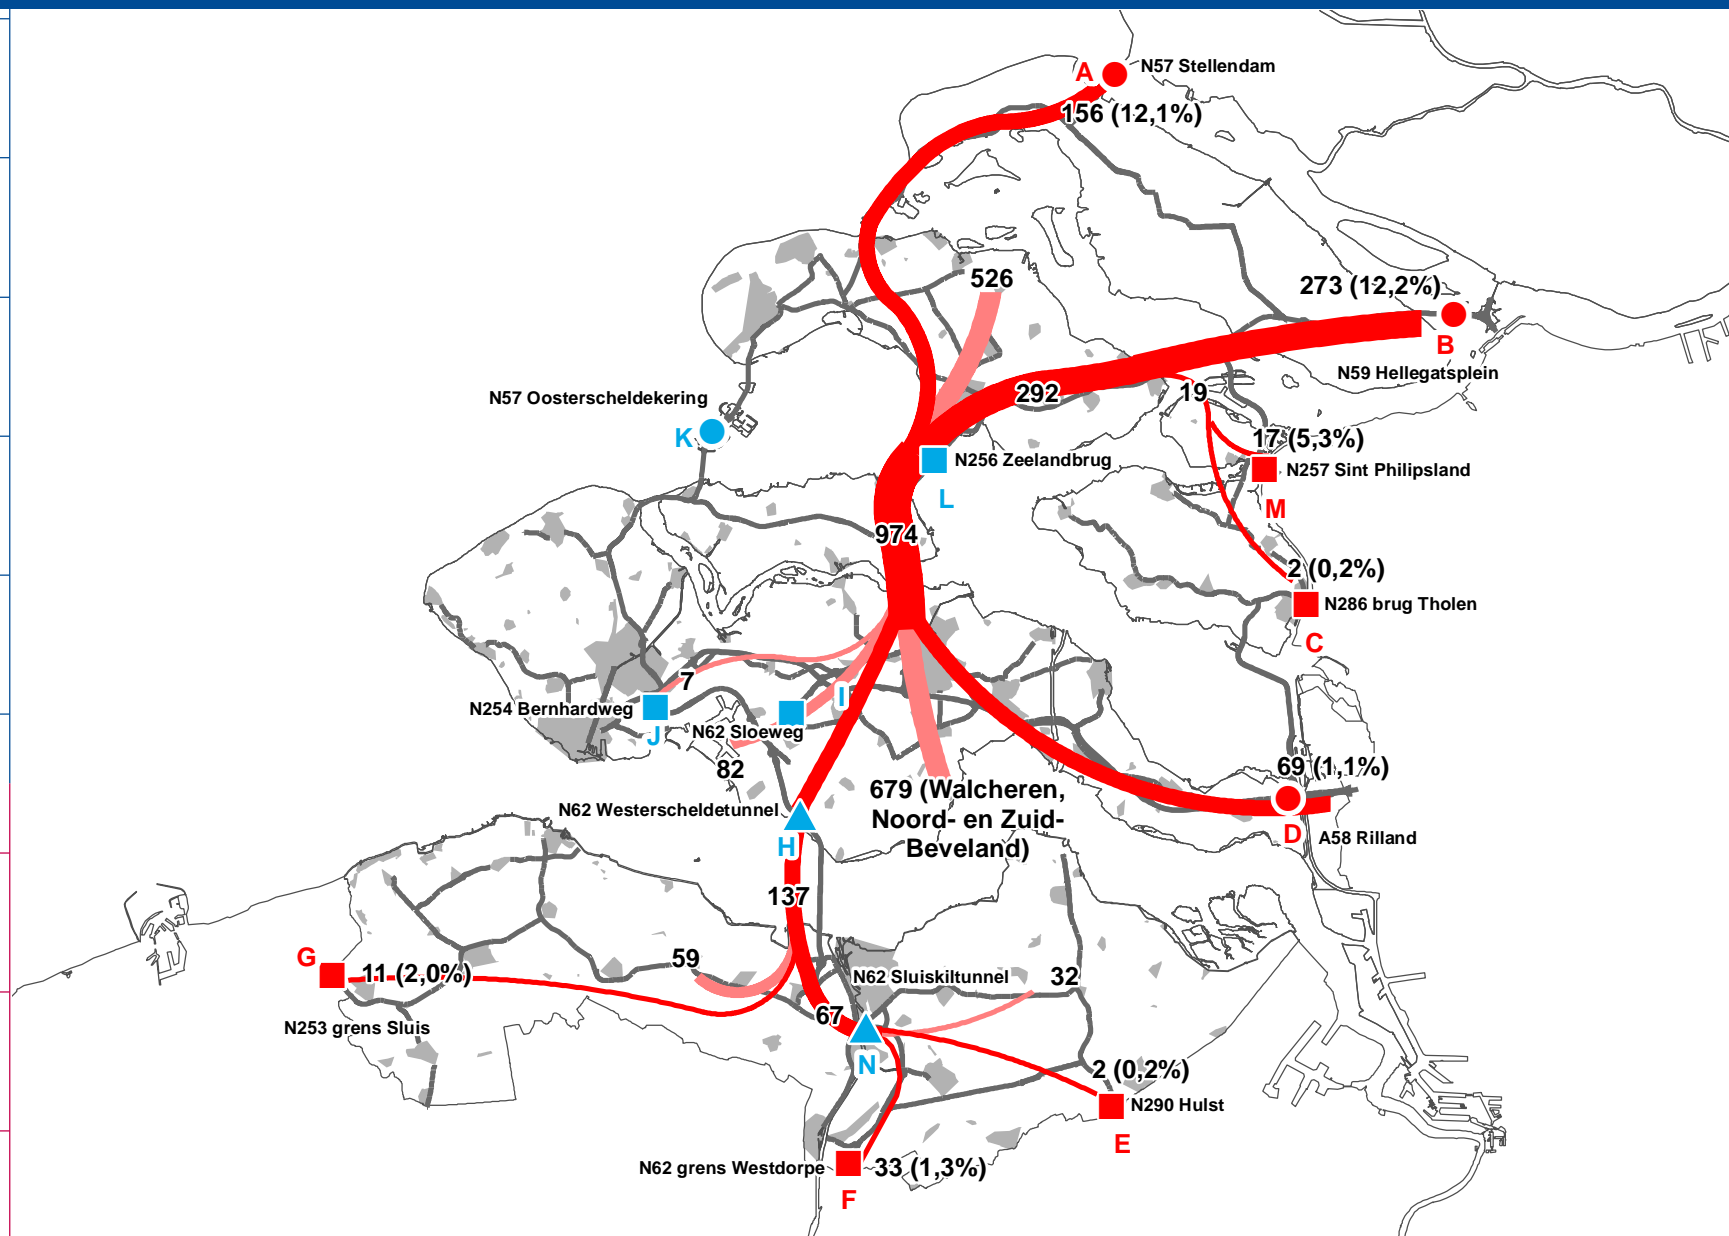 A
N57 Stellendam
156 (12,1%)
526
273 (12,2%)
B
N59 Hellegatsplein
N57 Oosterscheldekering
K
292
19
17 (5,3%)
N256 Zeelandbrug
N257 Sint Philipsland
L
M
974
2 (0,2%)
N286 brug Tholen
C
7
I
N254 Bernhardweg
J
N62 Sloeweg
82
69 (1,1%)
679 (Walcheren,
Noord- en Zuid-
Beveland)
N62 Westerscheldetunnel
H
D
A58 Rilland
137
G
11 (2,0%)
59
N62 Sluiskiltunnel
32
N253 grens Sluis
67
N
2 (0,2%)
N290 Hulst
E
N62 grens Westdorpe
33 (1,3%)
F